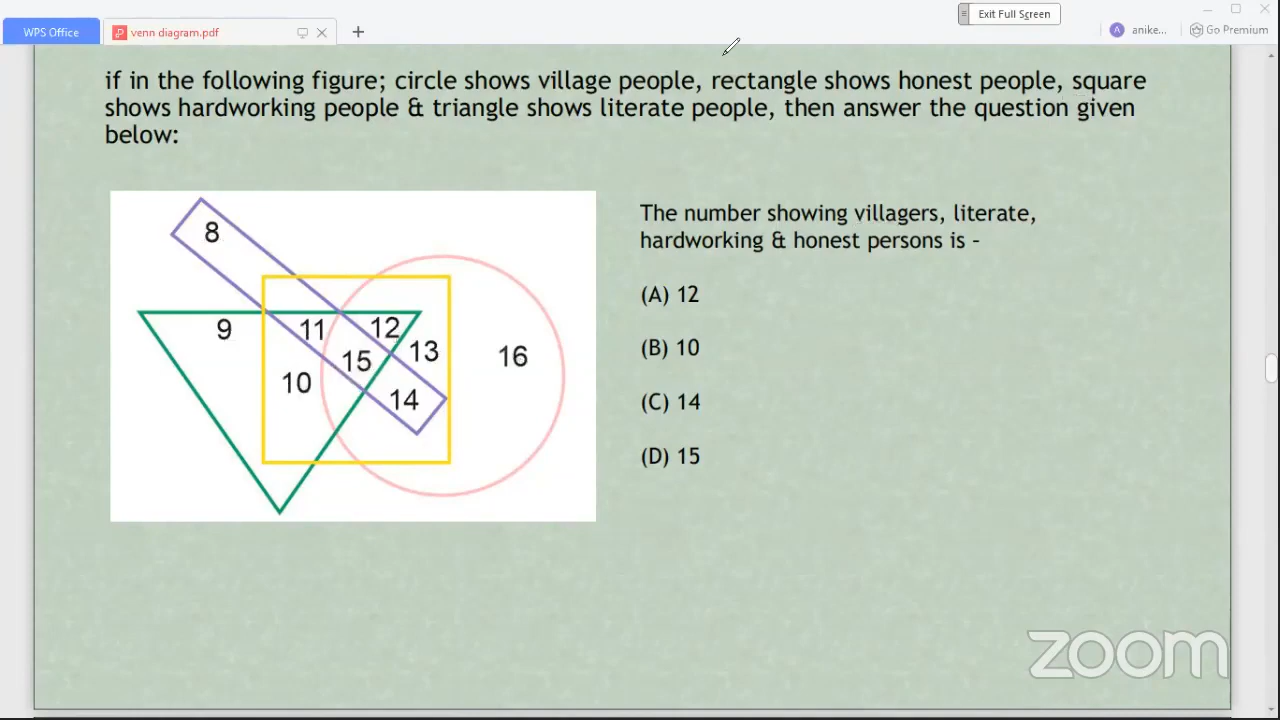 Exit Full Screen
WPS Office
venn diagram.pdf
A anike...
Go Premium
if in the following figure; circle shows village people, rectangle shows honest people, square
shows hardworking people & triangle shows literate people, then answer the question given
below:
8
9
11
12
13
15
10
14
16
The number showing villagers, literate,
hardworking & honest persons is -
(A) 12
(B) 10
(C) 14
(D) 15
zoom